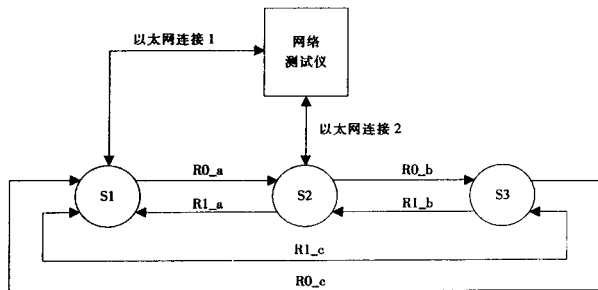 以太网连接 1
网络
测试仪
以太网连接 2
R0_a
R0_b
S1
S2
S3
R1_a
R1_b
R1_c
R0_c